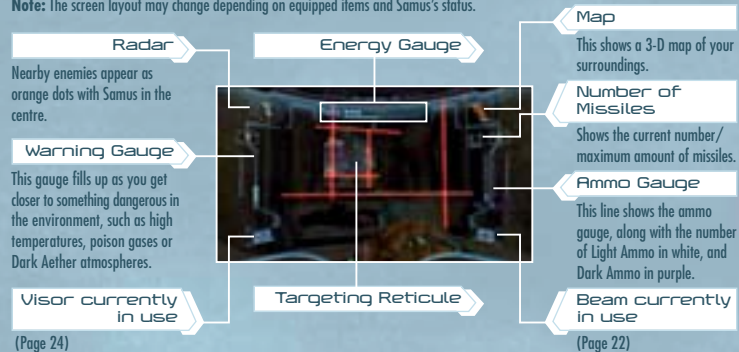 Note: The screen layout may change depending on equipped items and Samus's status.
Radar
Nearby enemies appear as
orange dots with Samus in the
centre.
Warning Gauge
This gauge fills up as you get
closer to something dangerous in
the environment, such as high
temperatures, poison gases or
Dark Aether atmospheres.
Visor currently
in use
(Page 24)
Energy Gauge
Targeting Reticule
Map
This shows a 3-D map of your
surroundings.
Number of
Missiles
Shows the current number/
maximum amount of missiles.
Ammo Gauge
This line shows the ammo
gauge, along with the number
of Light Ammo in white, and
Dark Ammo in purple.
Beam currently
in use
(Page 22)